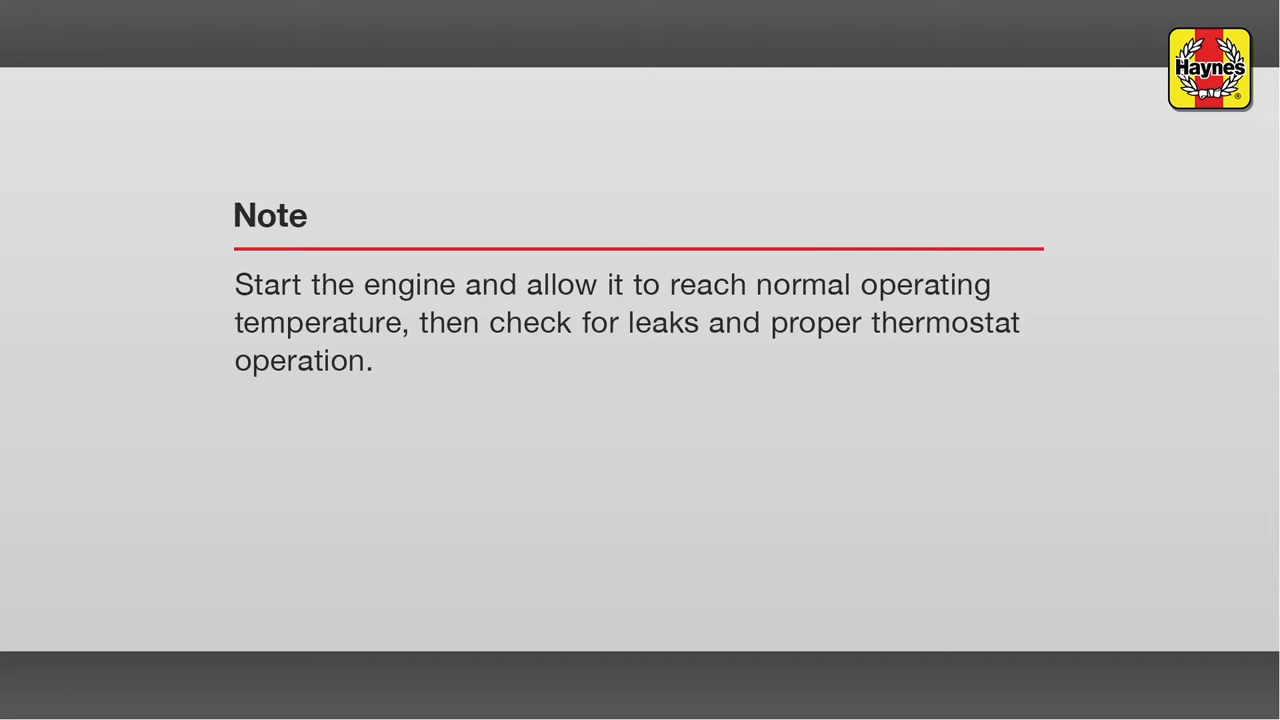 Haynes
Note
Start the engine and allow it to reach normal operating
temperature, then check for leaks and proper thermostat
operation.